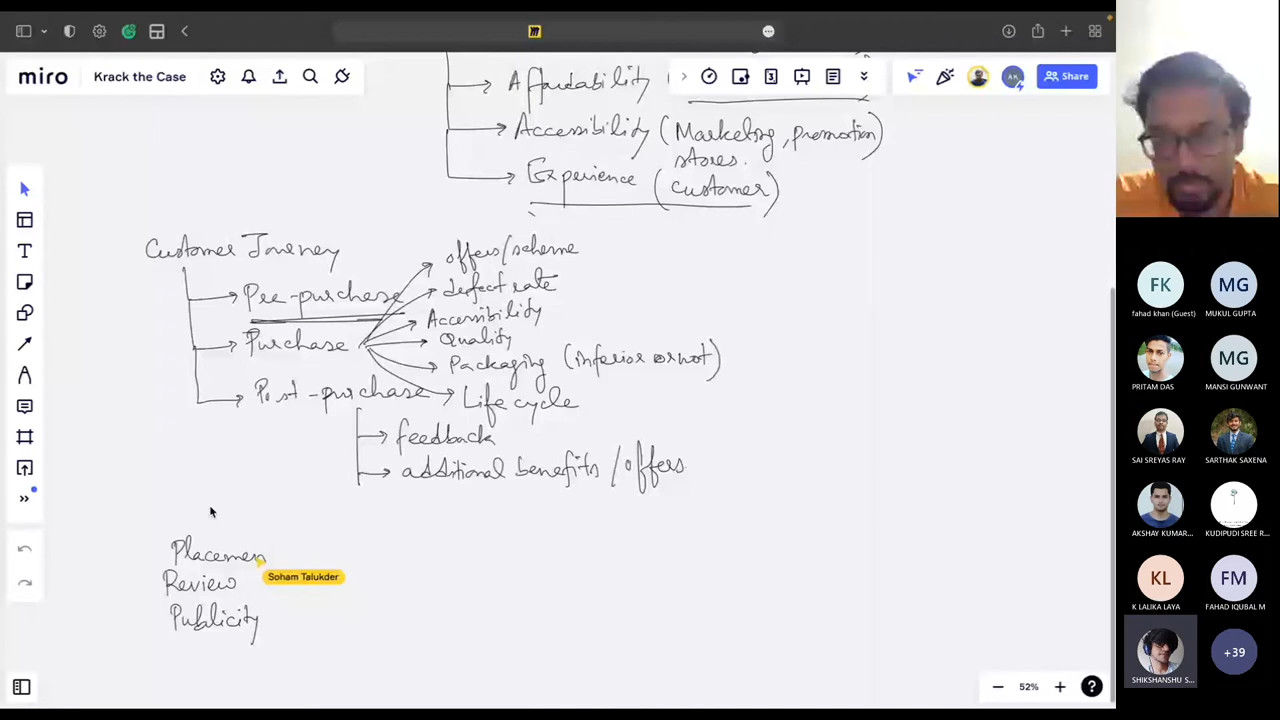 miro
Krack the Case
3
AK
Share
Affordability (
Accessibility (Marketing, promotion)
stores.
Experience (customer)
Customer Journey
Pre-purchase
Purchase
Post-purchase
offers/scheme
defect rate
Accessibility
Quality
Packaging (inferior or not)
Life cycle
feedback
additional benefits / offers
Placemen
Soham Talukder
Review
Publicity
52%
?
FK
fahad khan (Guest)
MG
MUKUL GUPTA
PRITAM DAS
MG
MANSI GUNWANT
SAI SREYAS RAY
SARTHAK SAXENA
AKSHAY KUMAR...
KUDIPUDI SREE R...
KL
K LALIKA LAYA
FM
FAHAD IQUBAL M
SHIKSHANSHU S...
+39